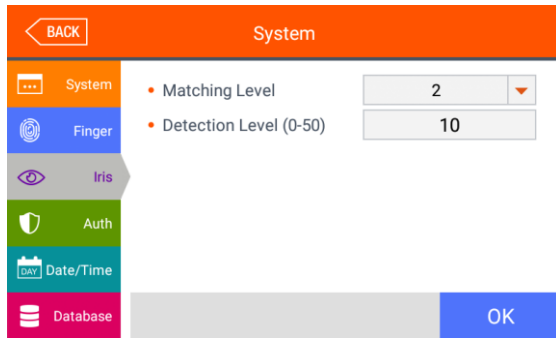 BACK
System
System
Finger
Iris
Auth
DAY Date/Time
Database
• Matching Level 2
• Detection Level (0-50) 10
OK